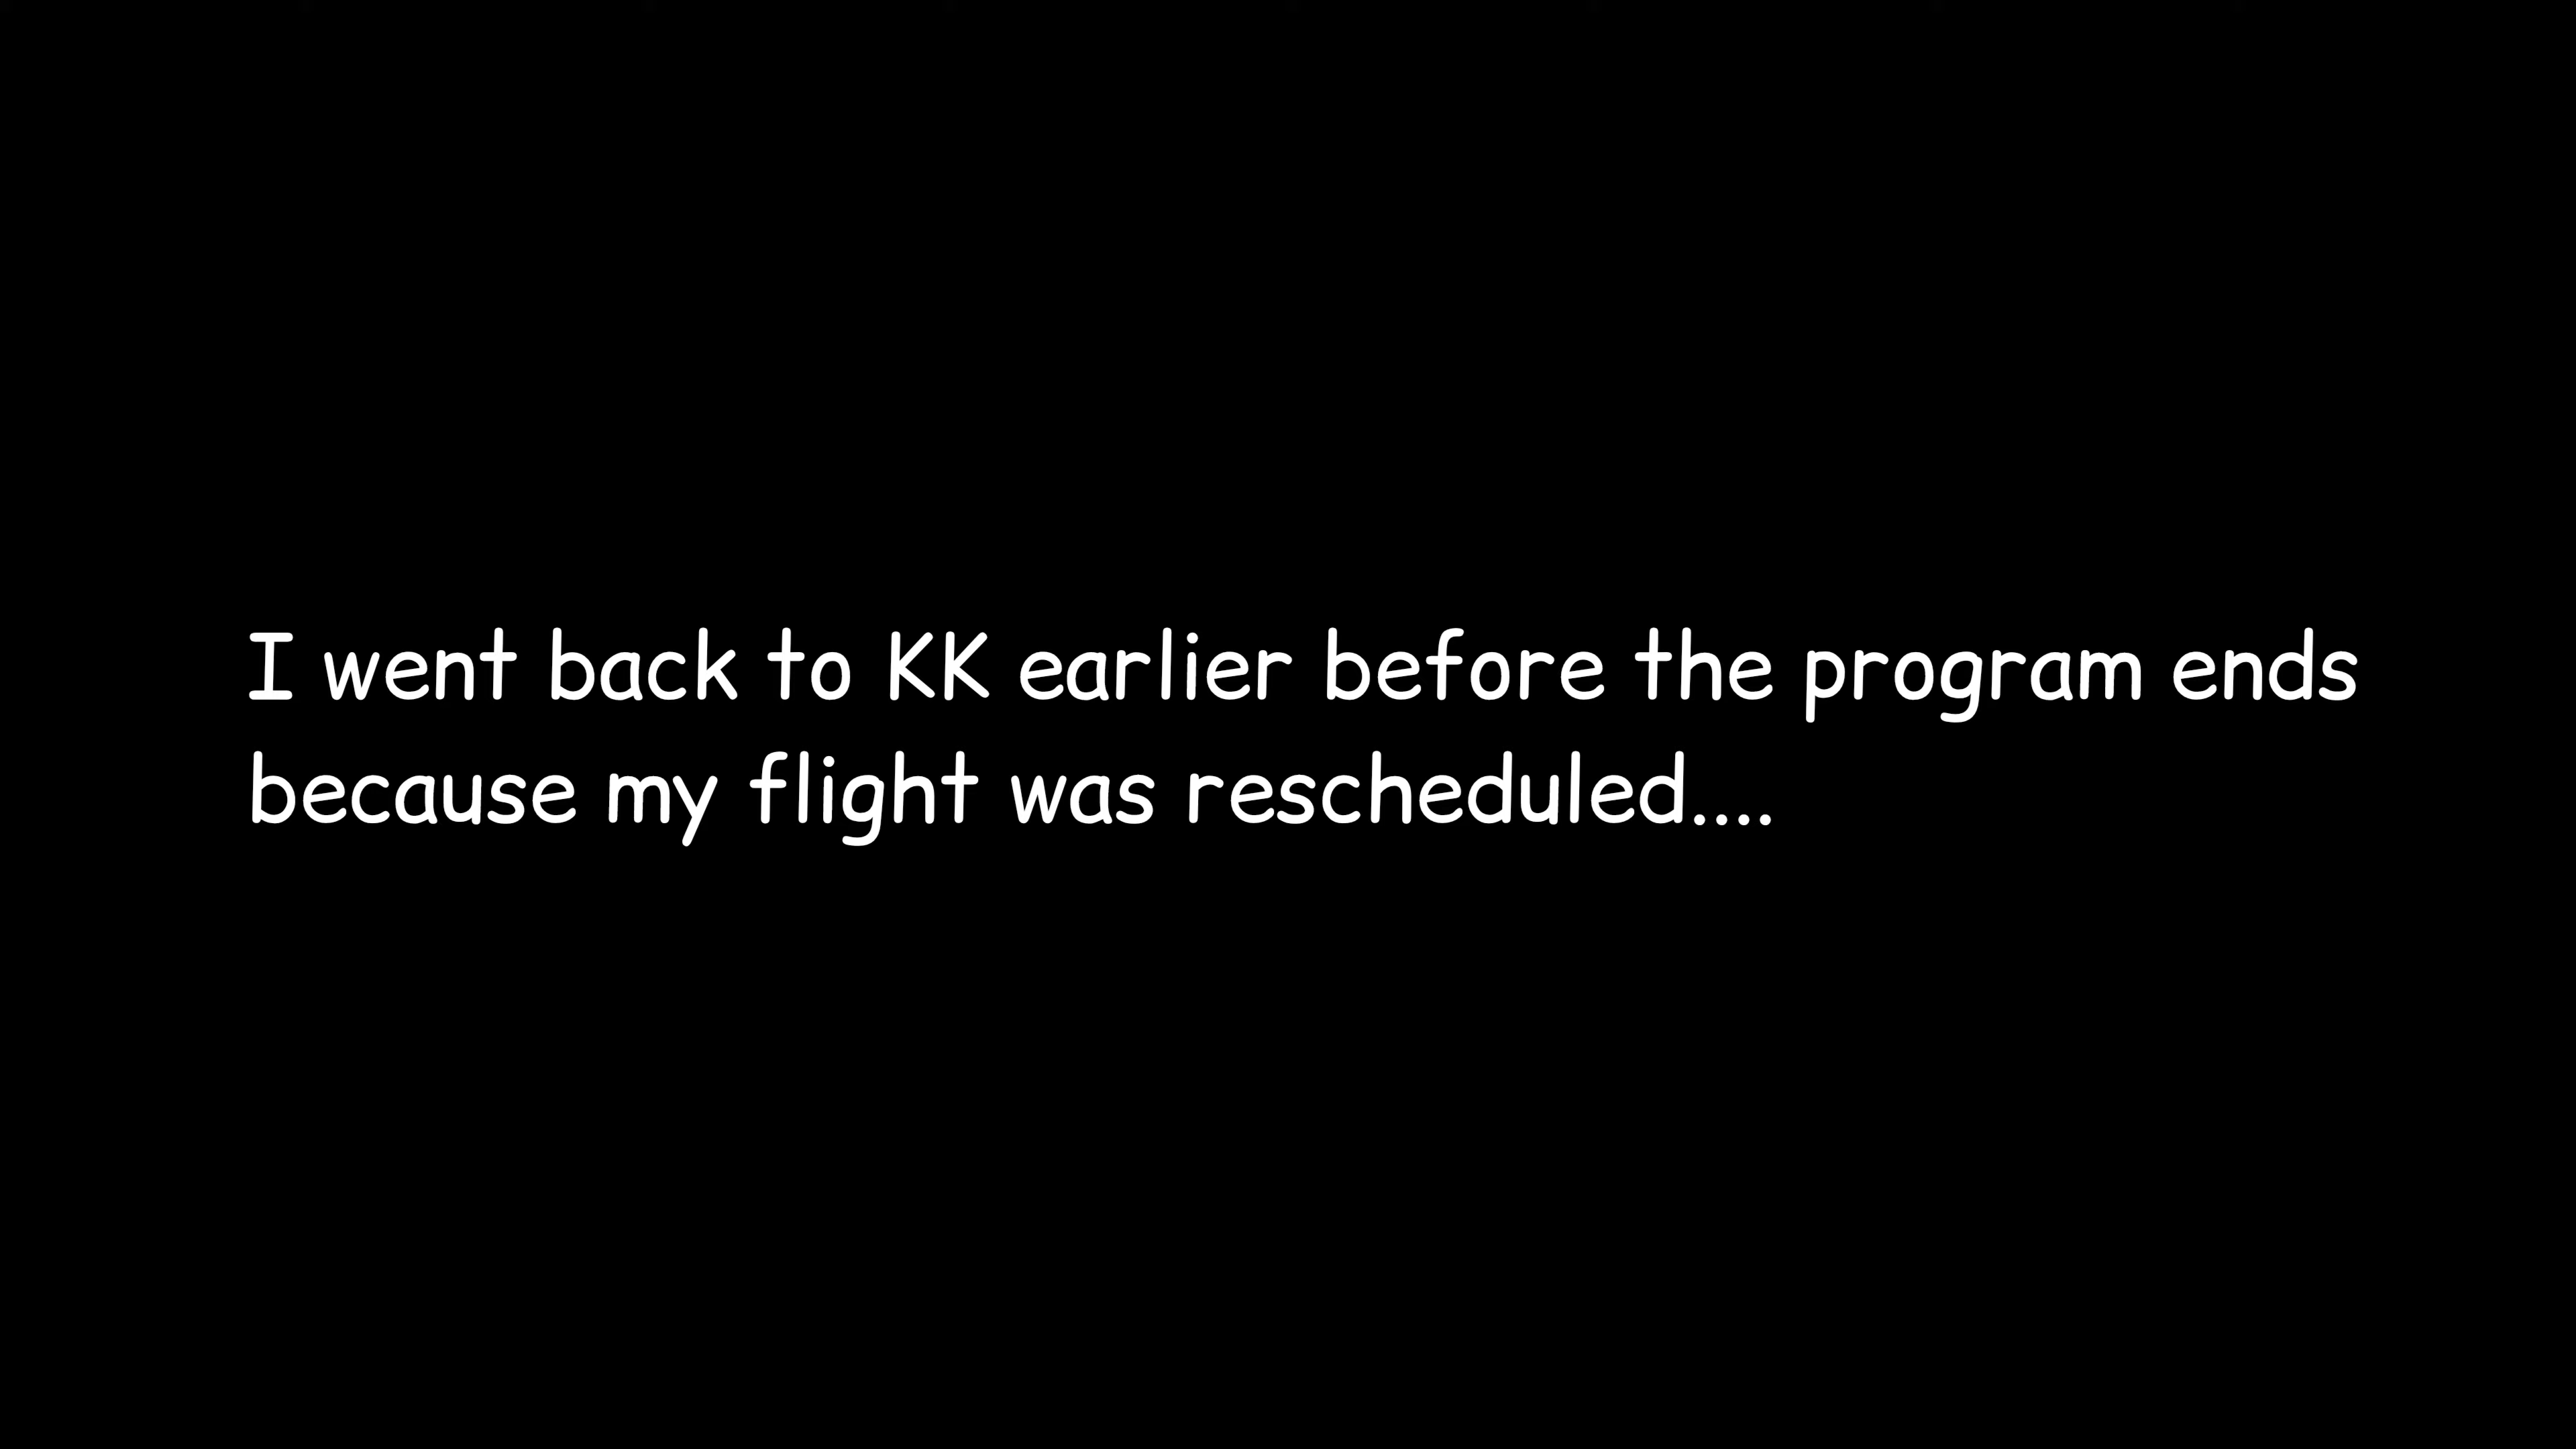 I went back to KK earlier before the program ends
because my flight was rescheduled....